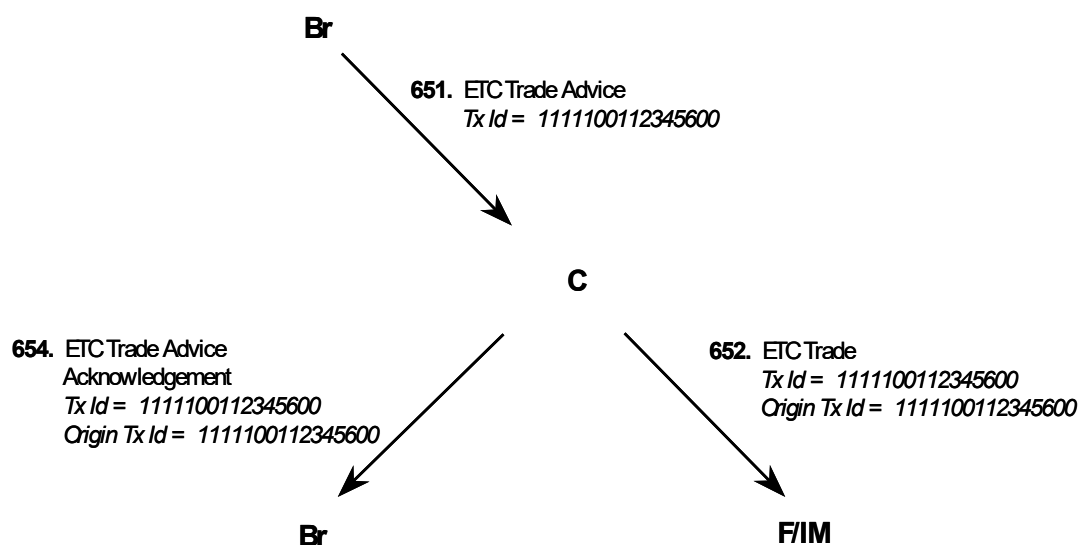 Br
651. ETC Trade Advice
Tx Id = 1111100112345600
C
654. ETC Trade Advice
Acknowledgement
Tx Id = 1111100112345600
Origin Tx Id = 1111100112345600
652. ETC Trade
Tx Id = 1111100112345600
Origin Tx Id = 1111100112345600
Br
F/IM